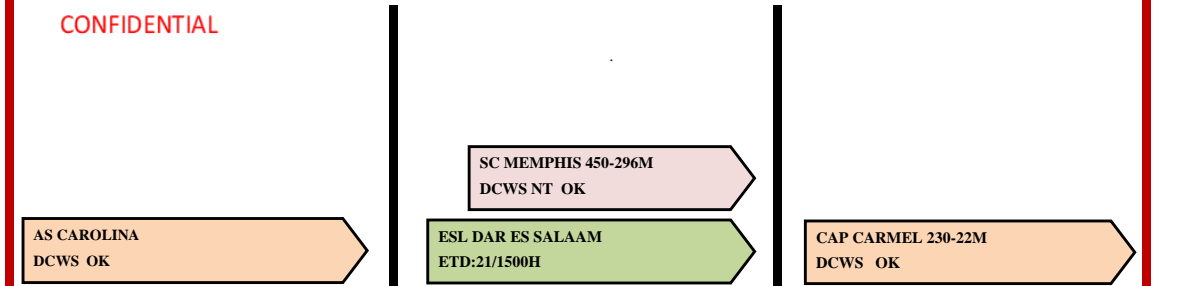 CONFIDENTIAL
.
SC MEMPHIS 450-296M
DCWS NT  OK
AS CAROLINA
DCWS  OK
ESL DAR ES SALAAM
ETD:21/1500H
CAP CARMEL 230-22M
DCWS   OK